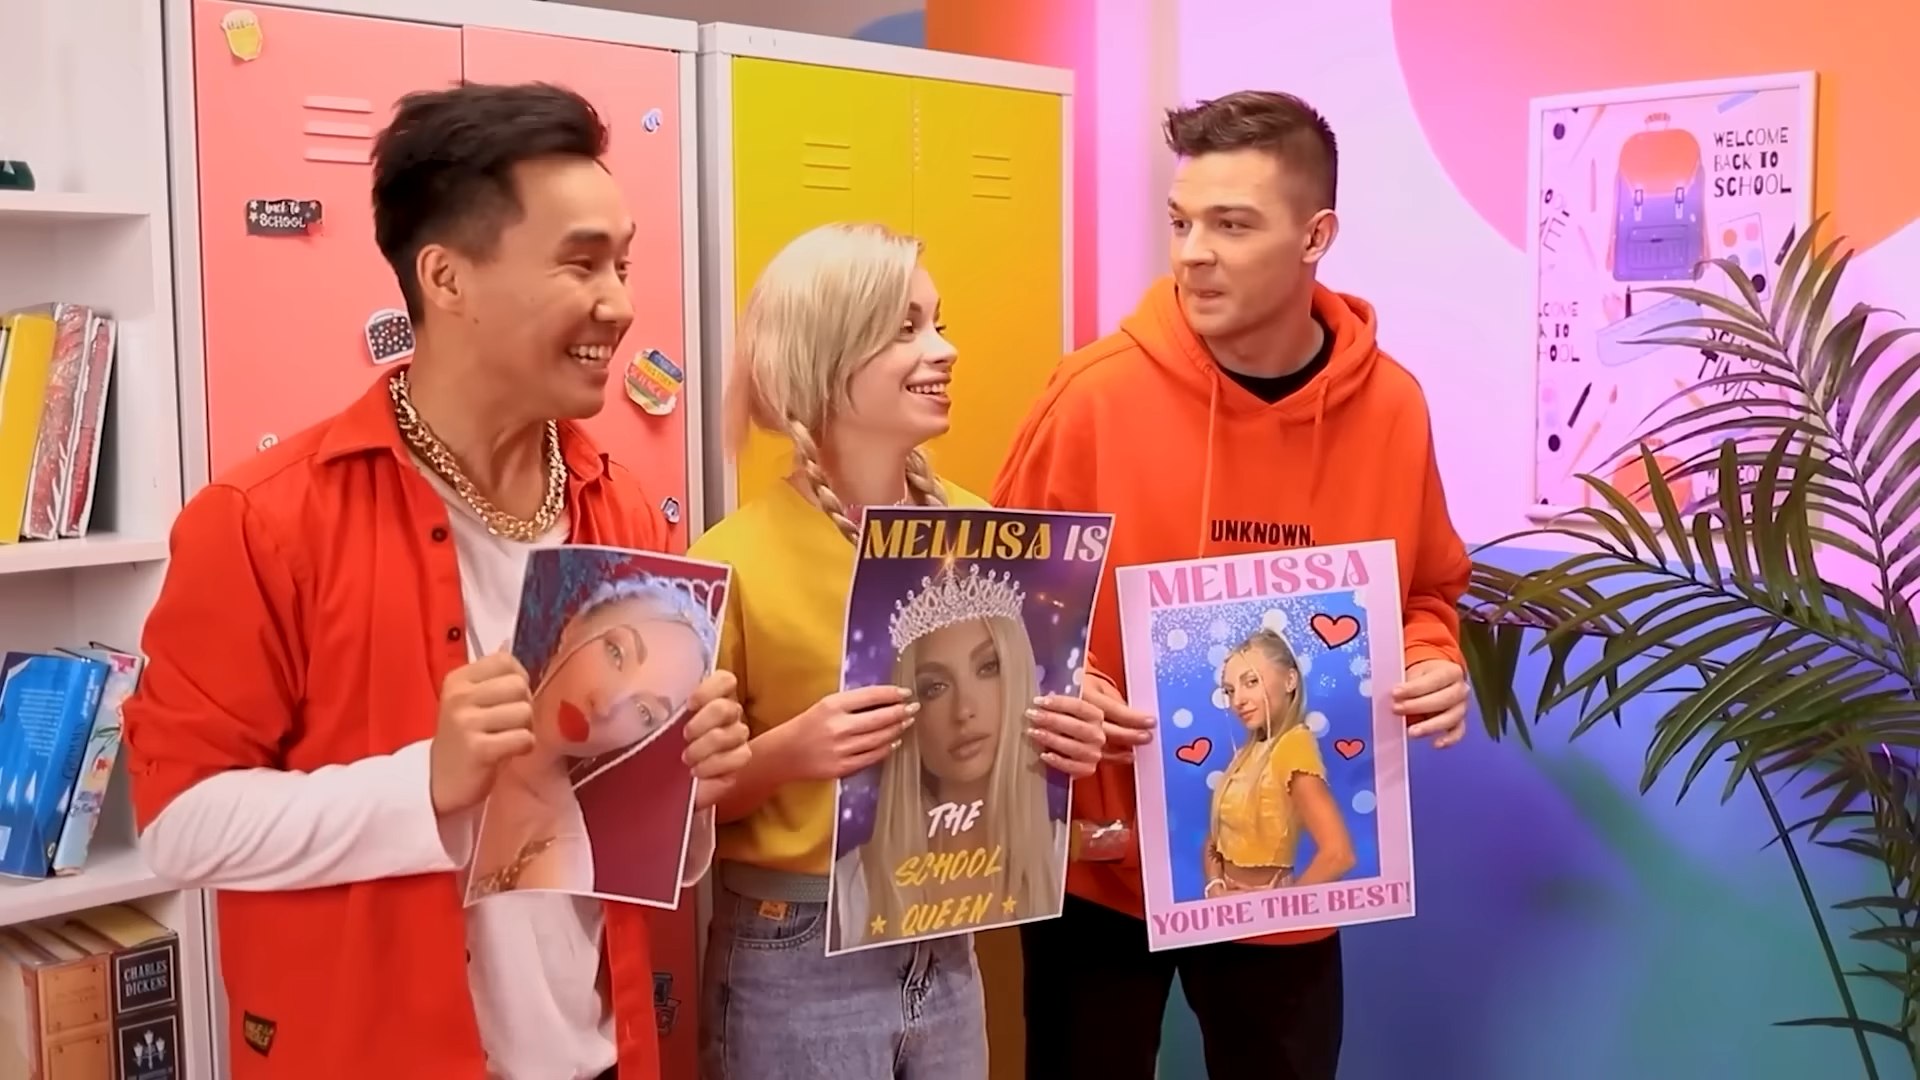 back to
SCHOOL
WELCOME
BACK TO
SCHOOL
UNKNOWN.
MELLISA IS
THE
SCHOOL
QUEEN
MELISSA
YOU'RE THE BEST!
CHARLES
DICKENS